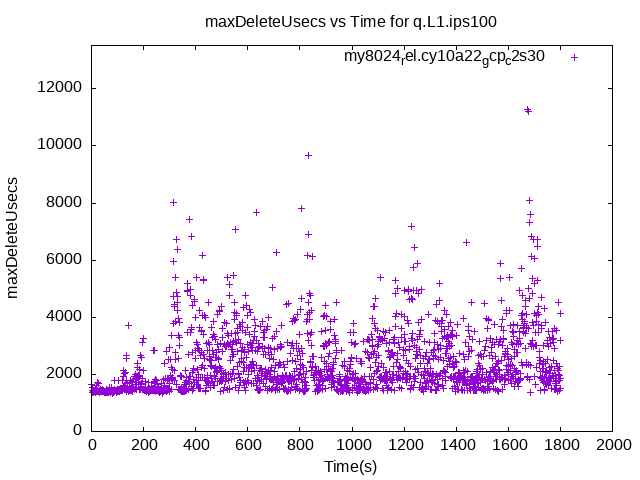 maxDeleteUsecs vs Time for q.L1.ips100
my8024rel.cy10a22gcpc2s30
maxDeleteUsecs
12000
10000
8000
6000
4000
2000
0
0 200 400 600 800 1000 1200 1400 1600 1800 2000
Time(s)